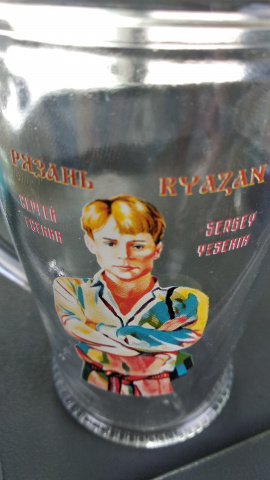 РЯЗАНЬ
RYAZAN
СЕРГЕЙ
ЕСЕНИН
SERGEY
YESENIN